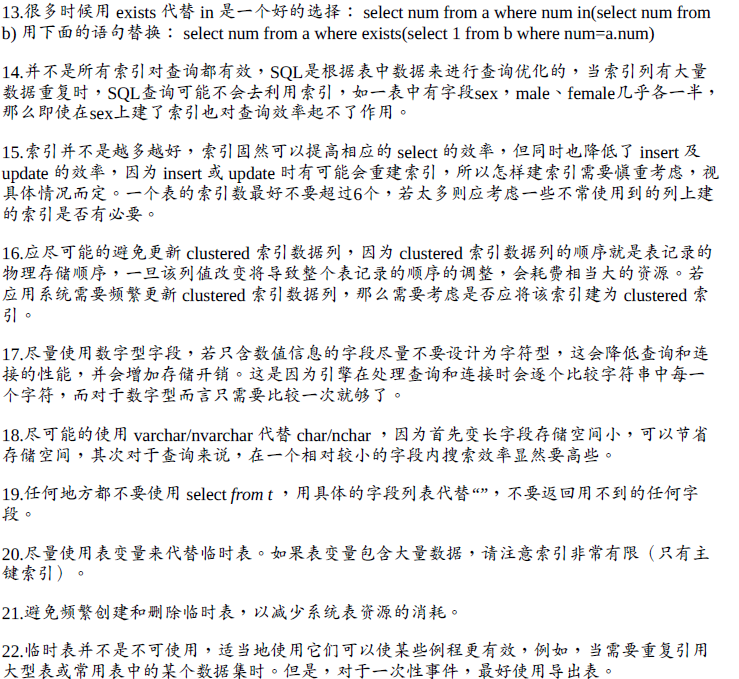 13.很多时候用 exists 代替 in 是一个好的选择： select num from a where num in(select num from
b) 用下面的语句替换： select num from a where exists(select 1 from b where num=a.num)
14.并不是所有索引对查询都有效，SQL是根据表中数据来进行查询优化的，当索引列有大量
数据重复时，SQL查询可能不会去利用索引，如一表中有字段sex，male、female几乎各一半，
那么即使在sex上建了索引也对查询效率起不了作用。
15.索引并不是越多越好，索引固然可以提高相应的 select 的效率，但同时也降低了 insert 及
update 的效率，因为 insert 或 update 时有可能会重建索引，所以怎样建索引需要慎重考虑，视
具体情况而定。一个表的索引数最好不要超过6个，若太多则应考虑一些不常使用到的列上建
的索引是否有必要。
16.应尽可能的避免更新 clustered 索引数据列，因为 clustered 索引数据列的顺序就是表记录的
物理存储顺序，一旦该列值改变将导致整个表记录的顺序的调整，会耗费相当大的资源。若
应用系统需要频繁更新 clustered 索引数据列，那么需要考虑是否应将该索引建为 clustered 索
引。
17.尽量使用数字型字段，若只含数值信息的字段尽量不要设计为字符型，这会降低查询和连
接的性能，并会增加存储开销。这是因为引擎在处理查询和连接时会逐个比较字符串中每一
个字符，而对于数字型而言只需要比较一次就够了。
18.尽可能的使用 varchar/nvarchar 代替 char/nchar ，因为首先变长字段存储空间小，可以节省
存储空间，其次对于查询来说，在一个相对较小的字段内搜索效率显然要高些。
19.任何地方都不要使用 select from t ，用具体的字段列表代替“”，不要返回用不到的任何字
段。
20.尽量使用表变量来代替临时表。如果表变量包含大量数据，请注意索引非常有限（只有主
键索引）。
21.避免频繁创建和删除临时表，以减少系统表资源的消耗。
22.临时表并不是不可使用，适当地使用它们可以使某些例程更有效，例如，当需要重复引用
大型表或常用表中的某个数据集时。但是，对于一次性事件，最好使用导出表。